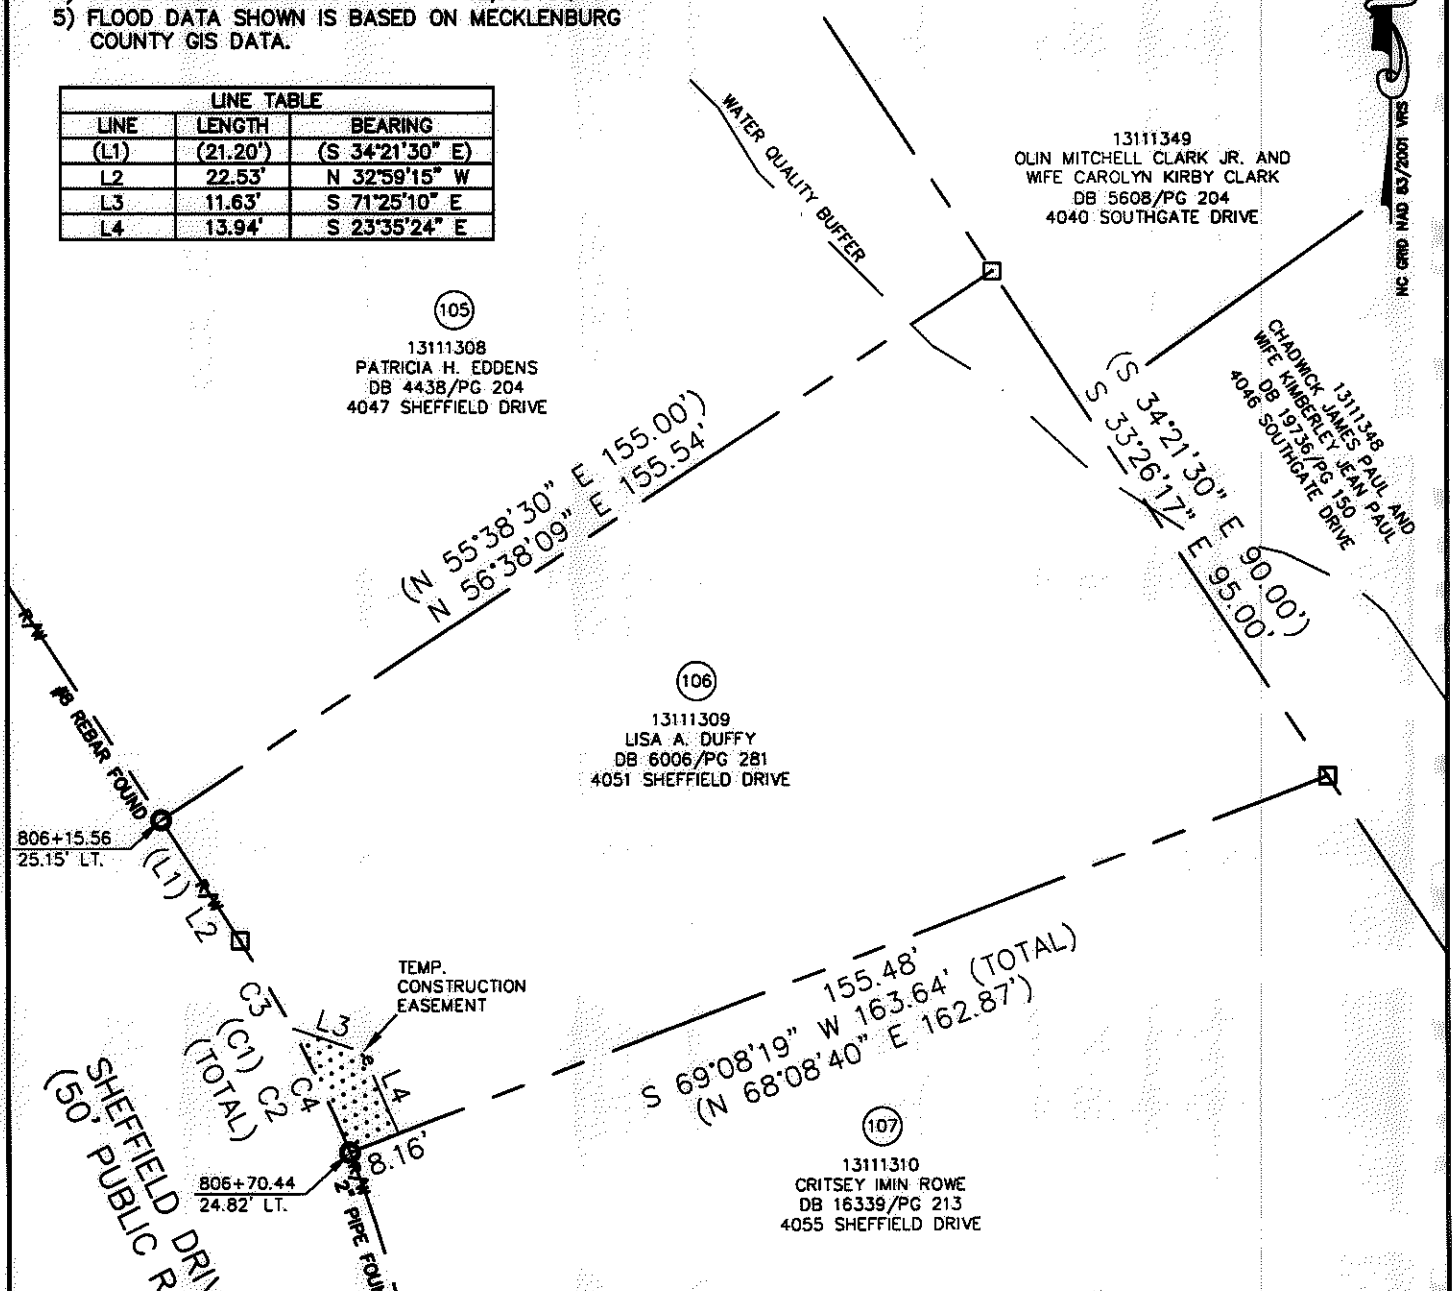 5) FLOOD DATA SHOWN IS BASED ON MECKLENBURG
COUNTY GIS DATA.
LINE TABLE
LINE LENGTH BEARING
(L1) (21.20') (S 34°21'30" E)
L2 22.53' N 32°59'15" W
L3 11.63' S 71°25'10" E
L4 13.94' S 23°35'24" E
WATER QUALITY BUFFER
13111349
OLIN MITCHELL CLARK JR. AND
WIFE CAROLYN KIRBY CLARK
DB 5608/PG 204
4040 SOUTHGATE DRIVE
NC GRID NAD 83/2001 VRS
105
13111308
PATRICIA H. EDDENS
DB 4438/PG 204
4047 SHEFFIELD DRIVE
13111348
CHADWICK JAMES PAUL AND
WIFE KIMBERLEY JEAN PAUL
DB 19736/PG 150
4046 SOUTHGATE DRIVE
(N 55°38'30" E 155.00')
N 56°38'09" E 155.54'
(S 34°21'30" E 90.00')
S 33°26'17" E 95.00'
R/W
#8 REBAR FOUND
106
13111309
LISA A. DUFFY
DB 6006/PG 281
4051 SHEFFIELD DRIVE
806+15.56
25.15' LT.
(L1) L2
R/W
TEMP.
CONSTRUCTION
EASEMENT
C3
(C1) C2
(TOTAL)
L3
C4
L4
155.48'
S 69°08'19" W 163.64' (TOTAL)
(N 68°08'40" E 162.87')
8.16'
806+70.44
24.82' LT.
R/W
2" PIPE FOUN
SHEFFIELD DRIV
(50' PUBLIC R
107
13111310
CRITSEY IMIN ROWE
DB 16339/PG 213
4055 SHEFFIELD DRIVE